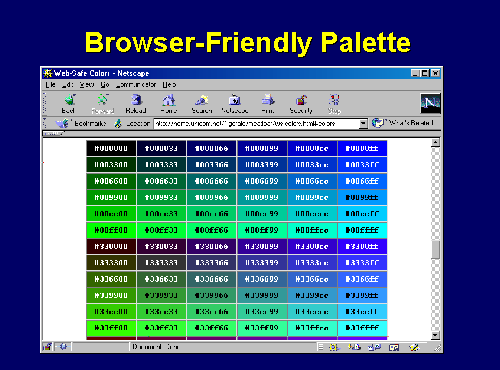 Browser-Friendly Palette
Web-Safe Colors - Netscape
File Edit View Go Communicator Help
Back Forward Reload Home Search Netscape Print Security Stop
Bookmarks Location What's Related
#000000 #000033 #000066 #000099 #0000cc #0000ff
#003300 #003333 #003366 #003399 #0033cc #0033ff
#006600 #006633 #006666 #006699 #0066cc #0066ff
#009900 #009933 #009966 #009999 #0099cc #0099ff
#00cc00 #00cc33 #00cc66 #00cc99 #00cccc #00ccff
#00ff00 #00ff33 #00ff66 #00ff99 #00ffcc #00ffff
#330000 #330033 #330066 #330099 #3300cc #3300ff
#333300 #333333 #333366 #333399 #3333cc #3333ff
#336600 #336633 #336666 #336699 #3366cc #3366ff
#339900 #339933 #339966 #339999 #3399cc #3399ff
#33cc00 #33cc33 #33cc66 #33cc99 #33cccc #33ccff
#33ff00 #33ff33 #33ff66 #33ff99 #33ffcc #33ffff
Document: Done